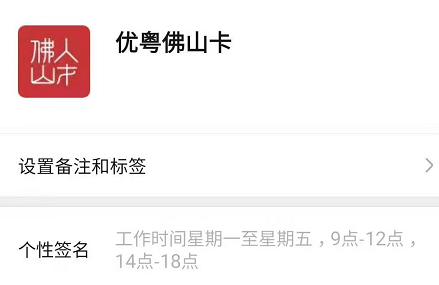 佛人
山才
优粤佛山卡
设置备注和标签
个性签名
工作时间星期一至星期五，9点-12点，
14点-18点